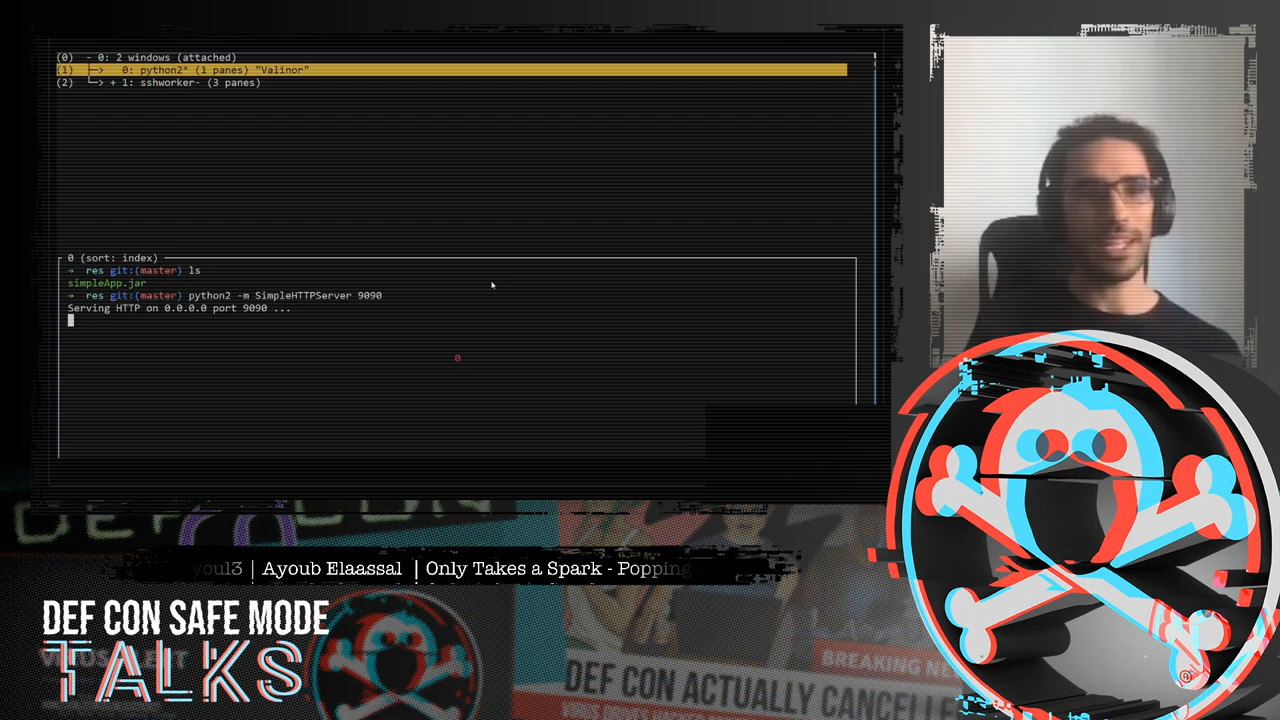 (0)  - 0: 2 windows (attached)
(1)  ├─>   0: python2* (1 panes) "Valinor"
(2)  └─> + 1: sshworker- (3 panes)
0 (sort: index)
→  res git:(master) ls
simpleApp.jar
→  res git:(master) python2 -m SimpleHTTPServer 9090
Serving HTTP on 0.0.0.0 port 9090 ...
0
DEF CON
youl3 | Ayoub Elaassal | Only Takes a Spark - Popping
DEF CON SAFE MODE
TALKS
BREAKING NE
DEF CON ACTUALLY CANCELLE
®